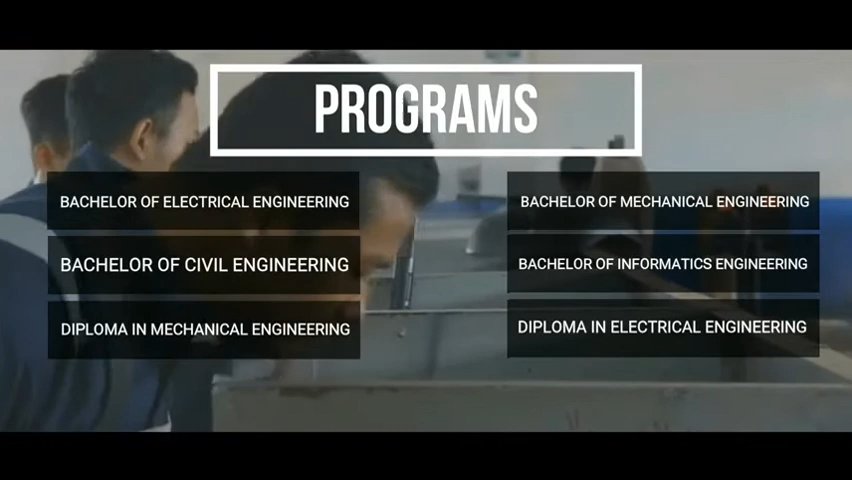 PROGRAMS
BACHELOR OF ELECTRICAL ENGINEERING
BACHELOR OF MECHANICAL ENGINEERING
BACHELOR OF CIVIL ENGINEERING
BACHELOR OF INFORMATICS ENGINEERING
DIPLOMA IN MECHANICAL ENGINEERING
DIPLOMA IN ELECTRICAL ENGINEERING